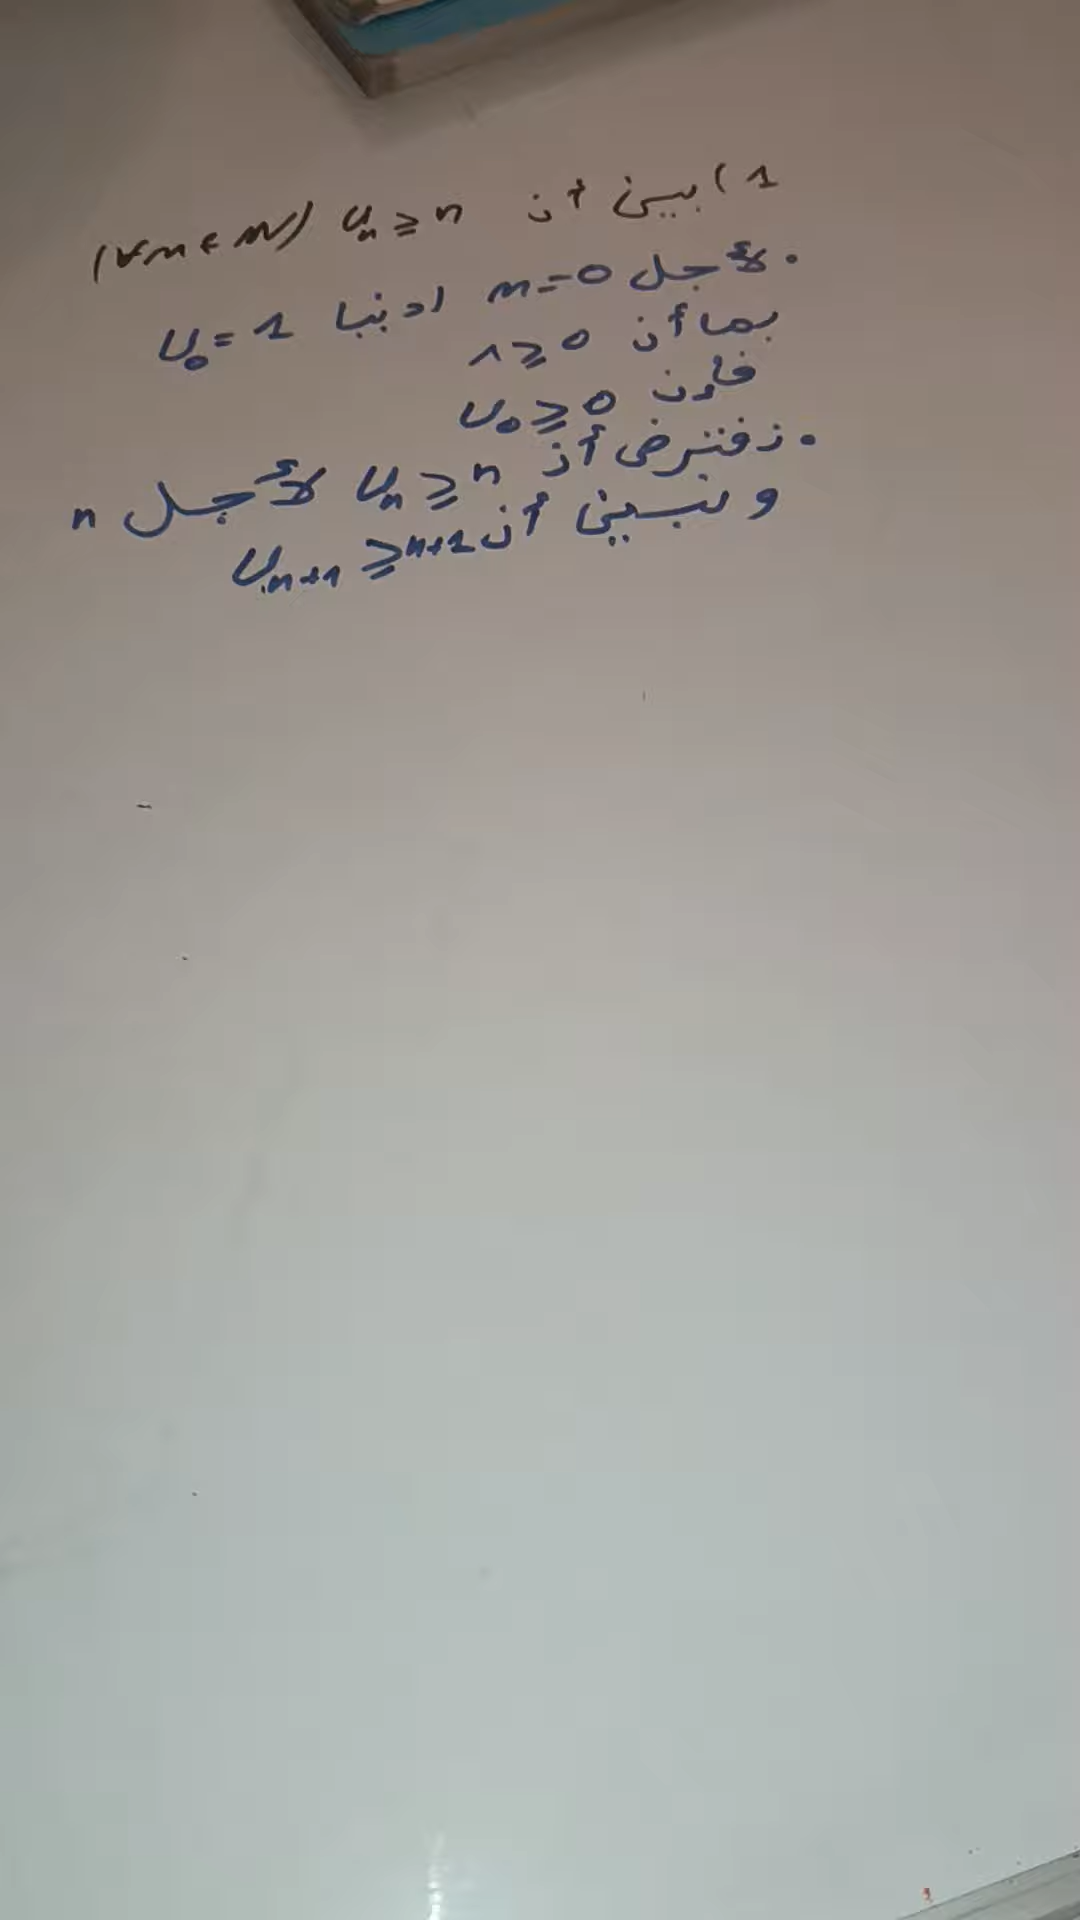 1) بين أن Uₙ ≥ n (∀n ∈ ℕ)
• لأجل n=0 لدينا U₀ = 1
بما أن 1 ≥ 0
فإن U₀ ≥ 0
• نفترض أن Uₙ ≥ n لأجل n
و نبين أن Uₙ₊₁ ≥ n+1